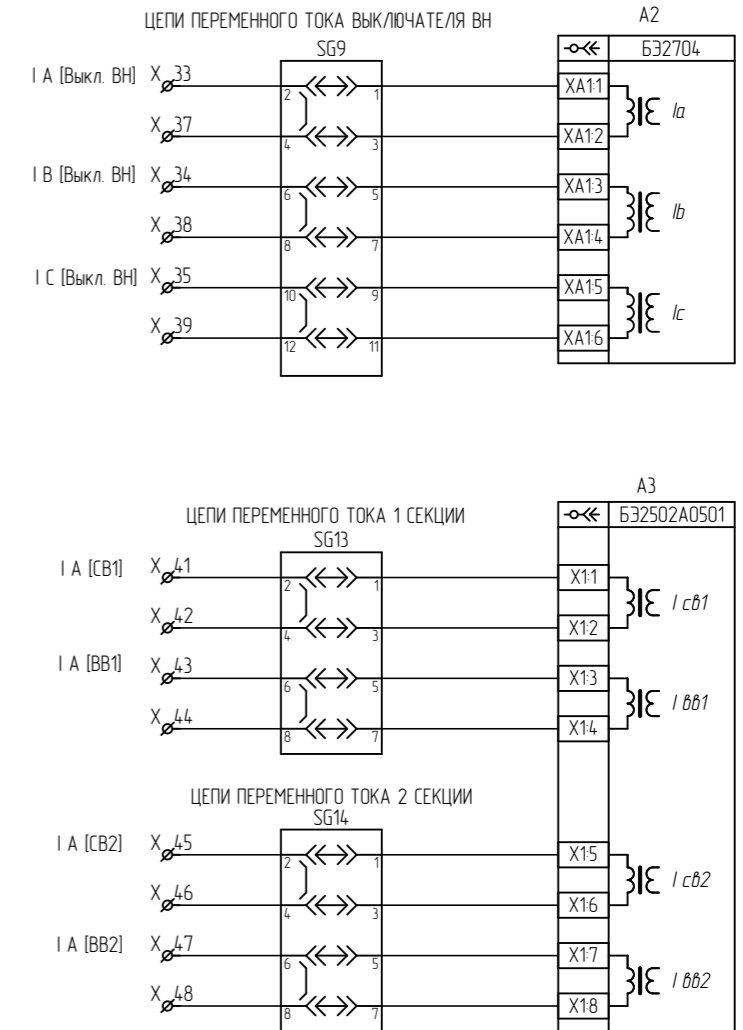 ЦЕПИ ПЕРЕМЕННОГО ТОКА ВЫКЛЮЧАТЕЛЯ ВН
А2
SG9
БЭ2704
I A [Выкл. ВН] X 33 2 1 XA1:1
Ia
X 37 4 3 XA1:2
I B [Выкл. ВН] X 34 6 5 XA1:3
Ib
X 38 8 7 XA1:4
I C [Выкл. ВН] X 35 10 9 XA1:5
Ic
X 39 12 11 XA1:6
А3
ЦЕПИ ПЕРЕМЕННОГО ТОКА 1 СЕКЦИИ
БЭ2502А0501
SG13
I A [СВ1] X 41 2 1 X1:1
I св1
X 42 4 3 X1:2
I A [ВВ1] X 43 6 5 X1:3
I вв1
X 44 8 7 X1:4
ЦЕПИ ПЕРЕМЕННОГО ТОКА 2 СЕКЦИИ
SG14
I A [СВ2] X 45 2 1 X1:5
I св2
X 46 4 3 X1:6
I A [ВВ2] X 47 6 5 X1:7
I вв2
X 48 8 7 X1:8